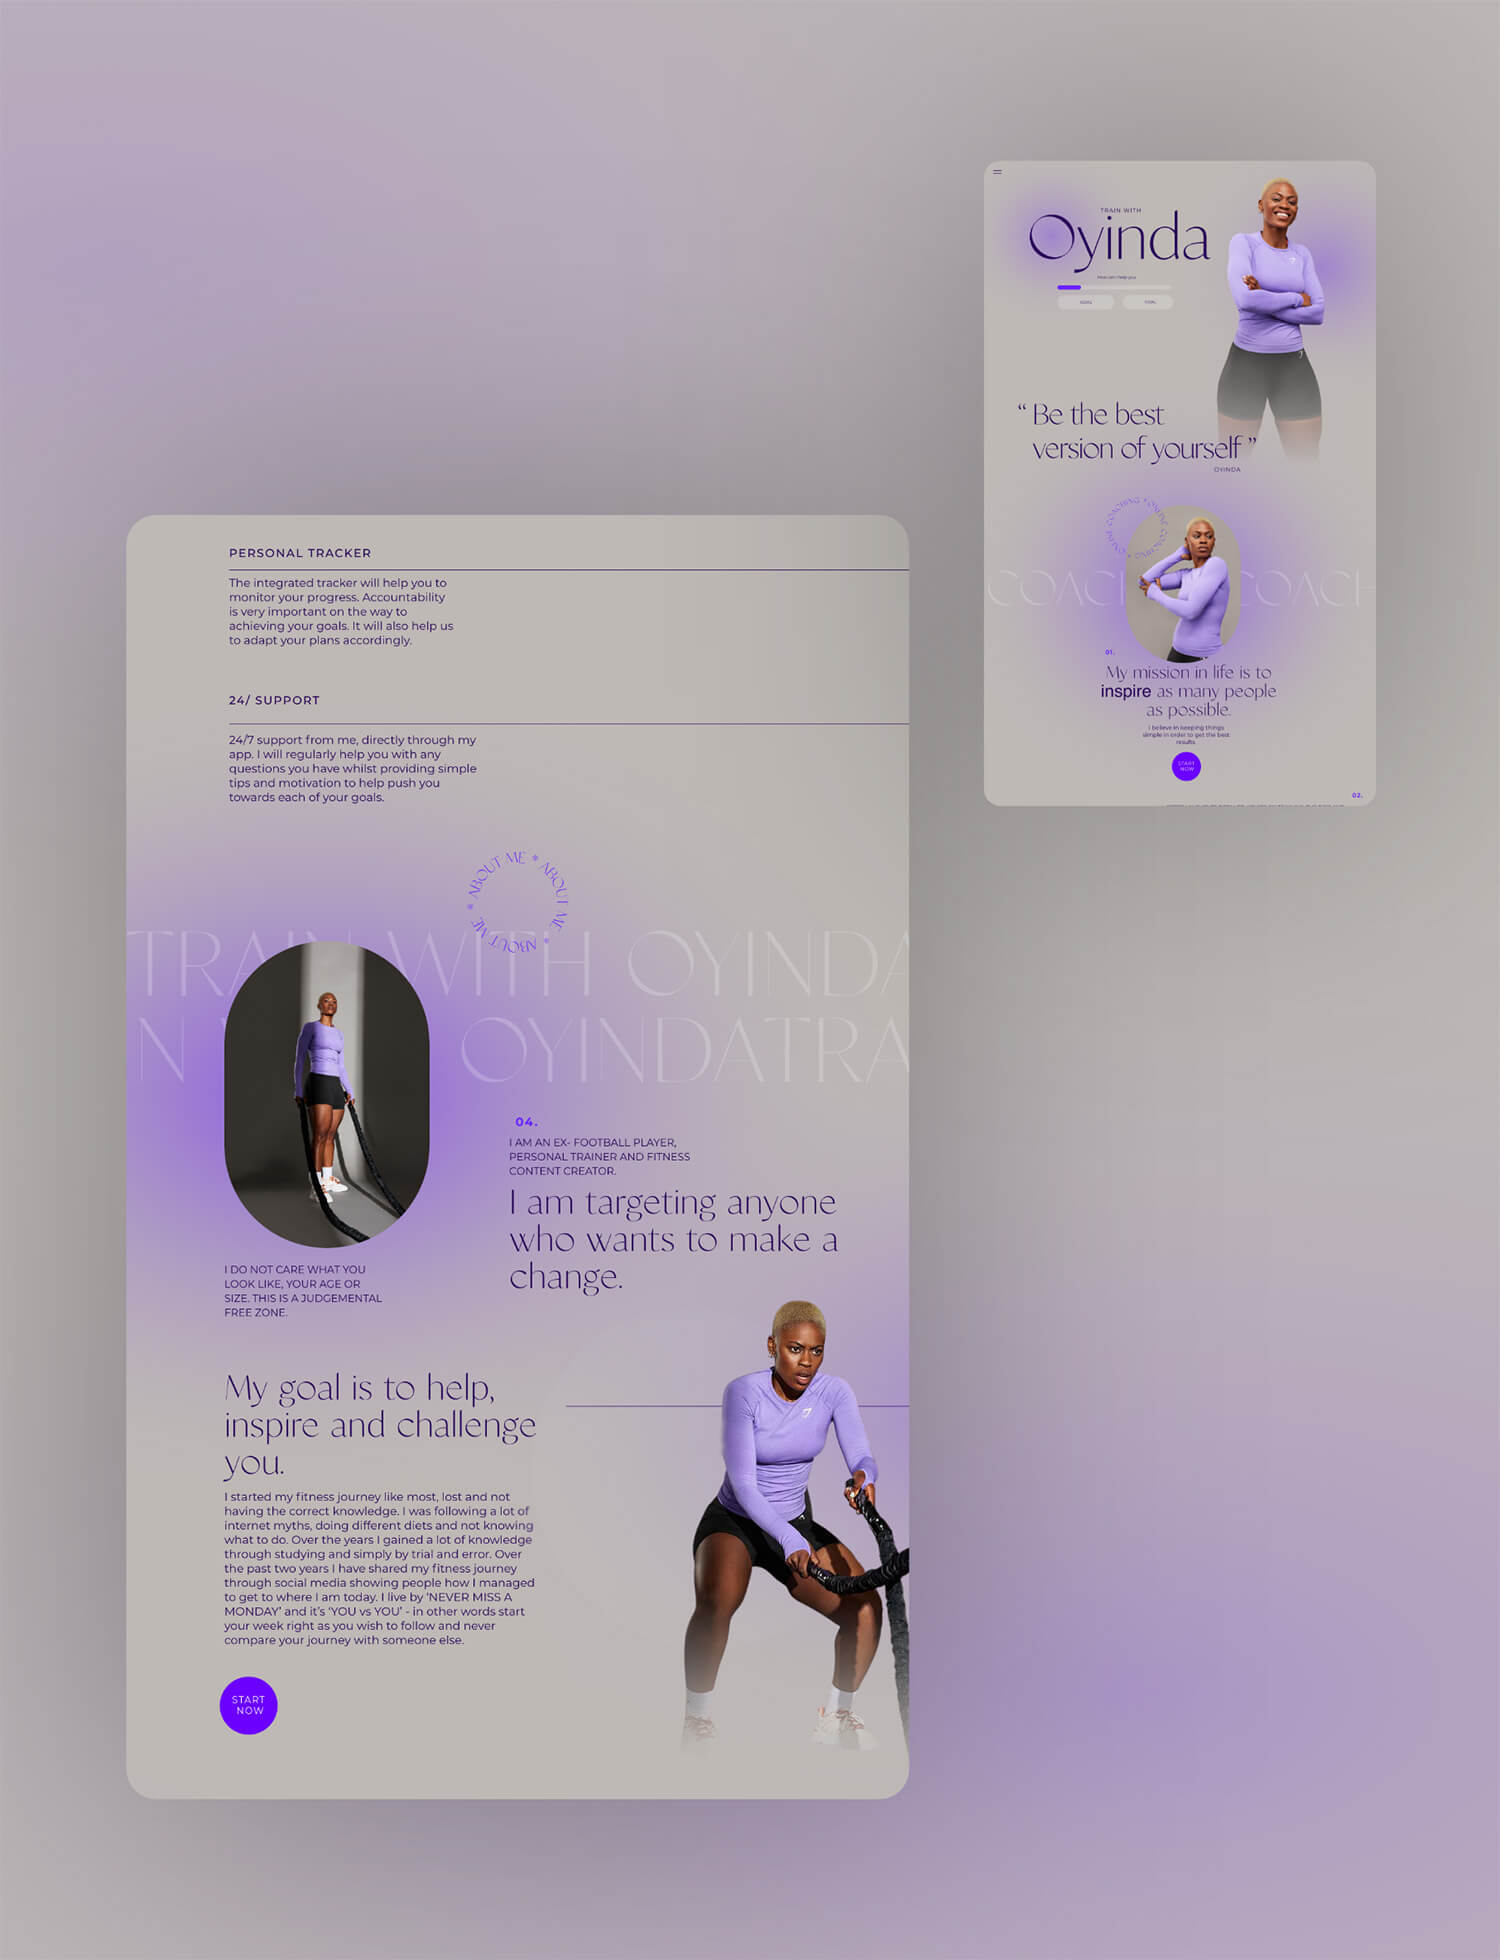 TRAIN WITH
Oyinda
How can I help you
GOAL
GOAL
“ Be the best
version of yourself ”
OYINDA
COACHING * ONLINE COACHING * ONLINE
COACH COACH
01.
My mission in life is to
inspire as many people
as possible.
I believe in keeping things
simple in order to get the best
results.
START
NOW
02.
PERSONAL TRACKER
The integrated tracker will help you to
monitor your progress. Accountability
is very important on the way to
achieving your goals. It will also help us
to adapt your plans accordingly.
24/ SUPPORT
24/7 support from me, directly through my
app. I will regularly help you with any
questions you have whilst providing simple
tips and motivation to help push you
towards each of your goals.
ABOUT ME * ABOUT ME * ABOUT ME *
TRAIN WITH OYINDA
N OYINDATRA
04.
I AM AN EX- FOOTBALL PLAYER,
PERSONAL TRAINER AND FITNESS
CONTENT CREATOR.
I am targeting anyone
who wants to make a
change.
I DO NOT CARE WHAT YOU
LOOK LIKE, YOUR AGE OR
SIZE. THIS IS A JUDGEMENTAL
FREE ZONE.
My goal is to help,
inspire and challenge
you.
I started my fitness journey like most, lost and not
having the correct knowledge. I was following a lot of
internet myths, doing different diets and not knowing
what to do. Over the years I gained a lot of knowledge
through studying and simply by trial and error. Over
the past two years I have shared my fitness journey
through social media showing people how I managed
to get to where I am today. I live by ‘NEVER MISS A
MONDAY’ and it’s ‘YOU vs YOU’ - in other words start
your week right as you wish to follow and never
compare your journey with someone else.
START
NOW